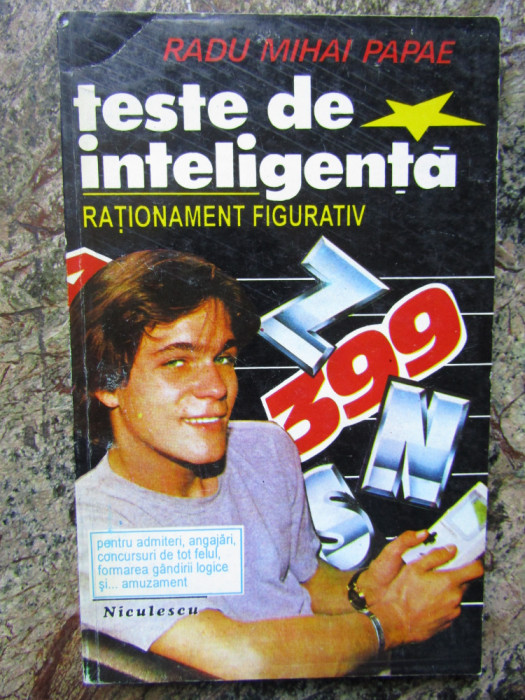 RADU MIHAI PAPAE
teste de
inteligență
RAȚIONAMENT FIGURATIV
Z
399
N
S
pentru admiteri, angajări,
concursuri de tot felul,
formarea gândirii logice
și... amuzament
Niculescu